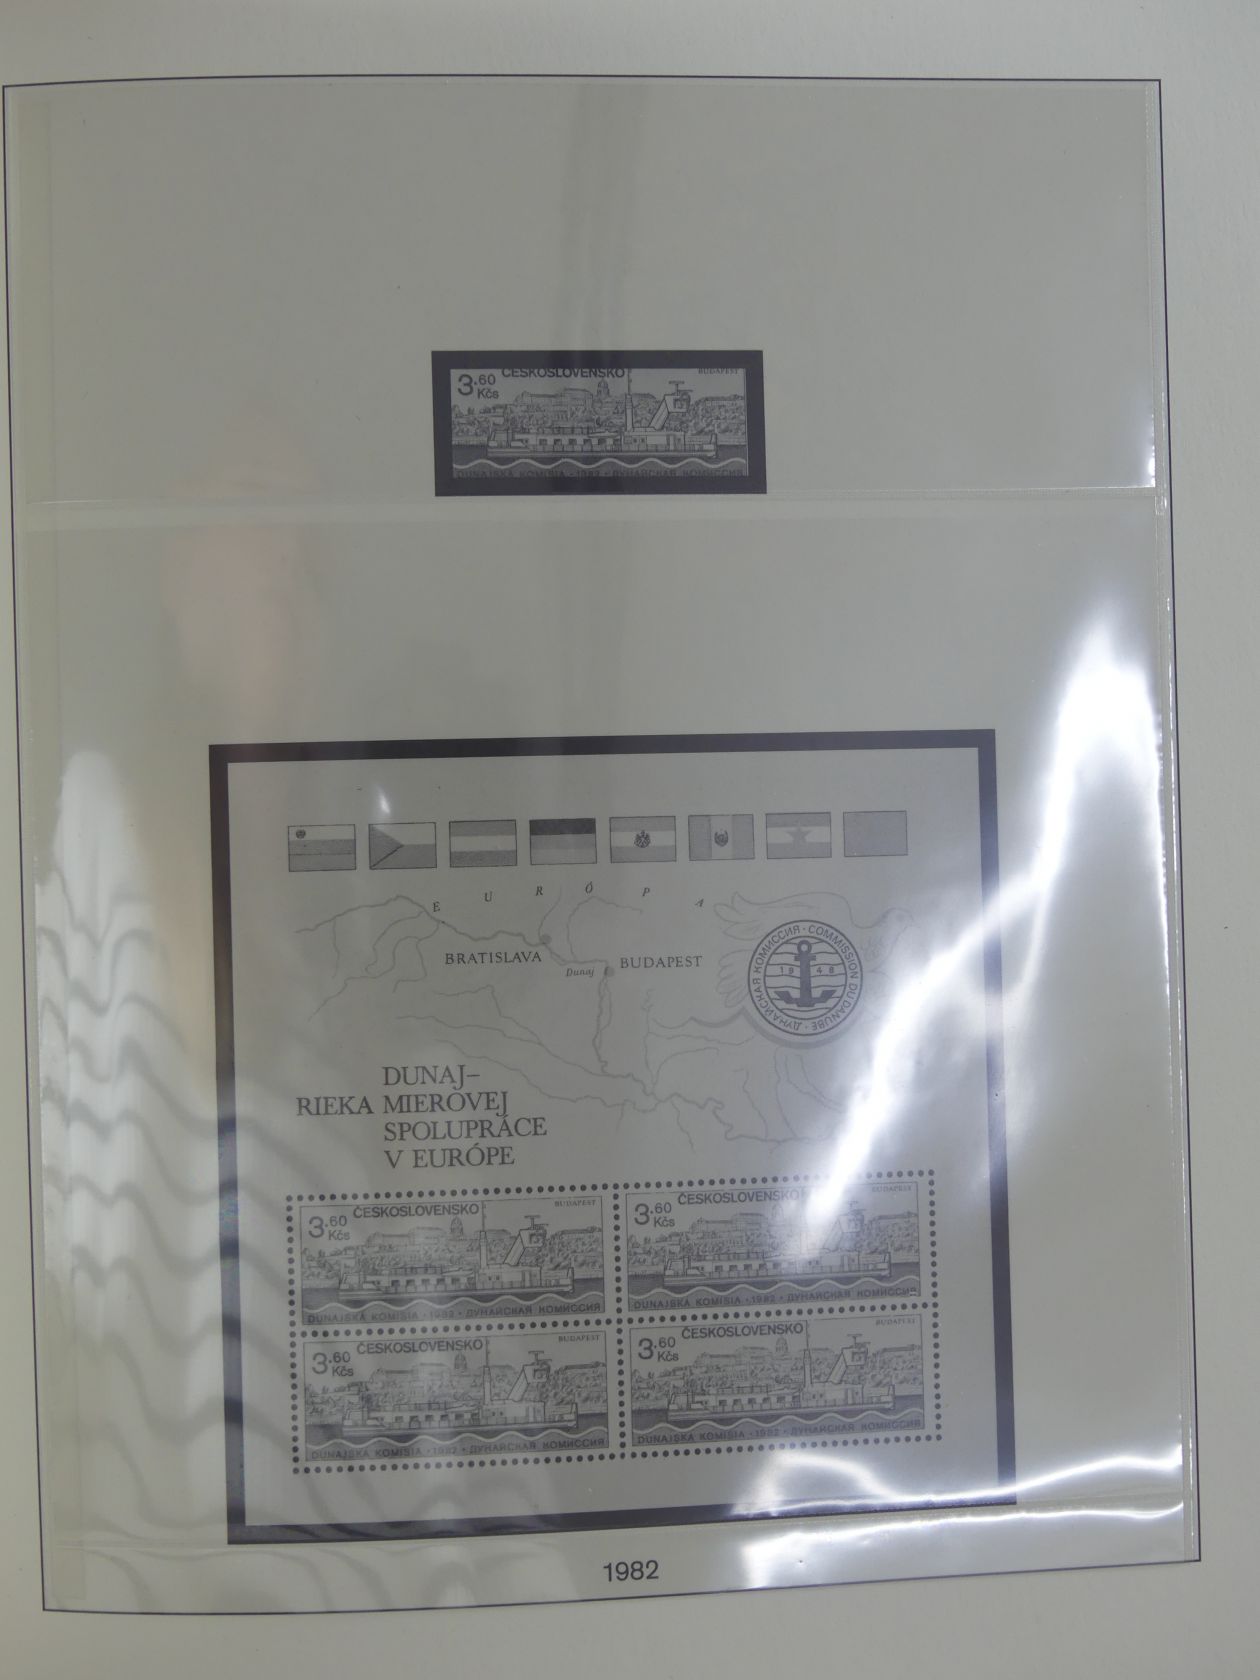 ČESKOSLOVENSKO
BUDAPEST
3.60
Kčs
DUNAJSKÁ KOMISIA · 1982 · ДУНАЙСКАЯ КОМИССИЯ
E U R Ó P A
BRATISLAVA
Dunaj
BUDAPEST
ДУНАЙСКАЯ КОМИССИЯ · COMMISSION DU DANUBE ·
1948
DUNAJ–
RIEKA MIEROVEJ
SPOLUPRÁCE
V EURÓPE
3.60
Kčs
ČESKOSLOVENSKO
BUDAPEST
DUNAJSKÁ KOMISIA · 1982 · ДУНАЙСКАЯ КОМИССИЯ
3.60
Kčs
ČESKOSLOVENSKO
BUDAPEST
DUNAJSKÁ KOMISIA · 1982 · ДУНАЙСКАЯ КОМИССИЯ
3.60
Kčs
ČESKOSLOVENSKO
BUDAPEST
DUNAJSKÁ KOMISIA · 1982 · ДУНАЙСКАЯ КОМИССИЯ
3.60
Kčs
ČESKOSLOVENSKO
BUDAPEST
DUNAJSKÁ KOMISIA · 1982 · ДУНАЙСКАЯ КОМИССИЯ
1982